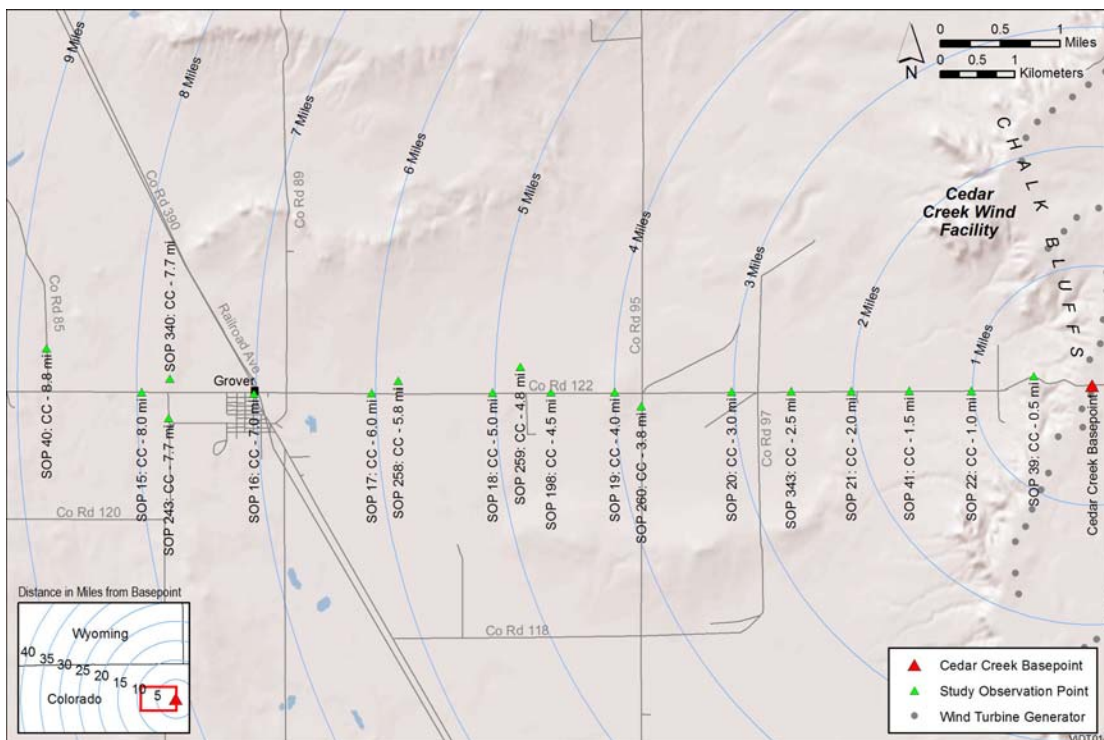 9 Miles
8 Miles
7 Miles
6 Miles
5 Miles
4 Miles
3 Miles
2 Miles
1 Miles
0 0.5 1
Miles
0 0.5 1
Kilometers
N
CHALK BLUFFS
Cedar
Creek Wind
Facility
Co Rd 390
Co Rd 89
Co Rd 85
Railroad Ave
Grover
Co Rd 95
Co Rd 122
Co Rd 97
Co Rd 120
Co Rd 118
SOP 40: CC - 8.8 mi
SOP 15: CC - 8.0 mi
SOP 340: CC - 7.7 mi
SOP 243: CC - 7.7 mi
SOP 16: CC - 7.0 mi
SOP 17: CC - 6.0 mi
SOP 258: CC - 5.8 mi
SOP 18: CC - 5.0 mi
SOP 259: CC - 4.8 mi
SOP 198: CC - 4.5 mi
SOP 19: CC - 4.0 mi
SOP 260: CC - 3.8 mi
SOP 20: CC - 3.0 mi
SOP 343: CC - 2.5 mi
SOP 21: CC - 2.0 mi
SOP 41: CC - 1.5 mi
SOP 22: CC - 1.0 mi
SOP 39: CC - 0.5 mi
Cedar Creek Basepoint
Distance in Miles from Basepoint
Wyoming
40 35 30 25 20 15 10 5
Colorado
Cedar Creek Basepoint
Study Observation Point
Wind Turbine Generator